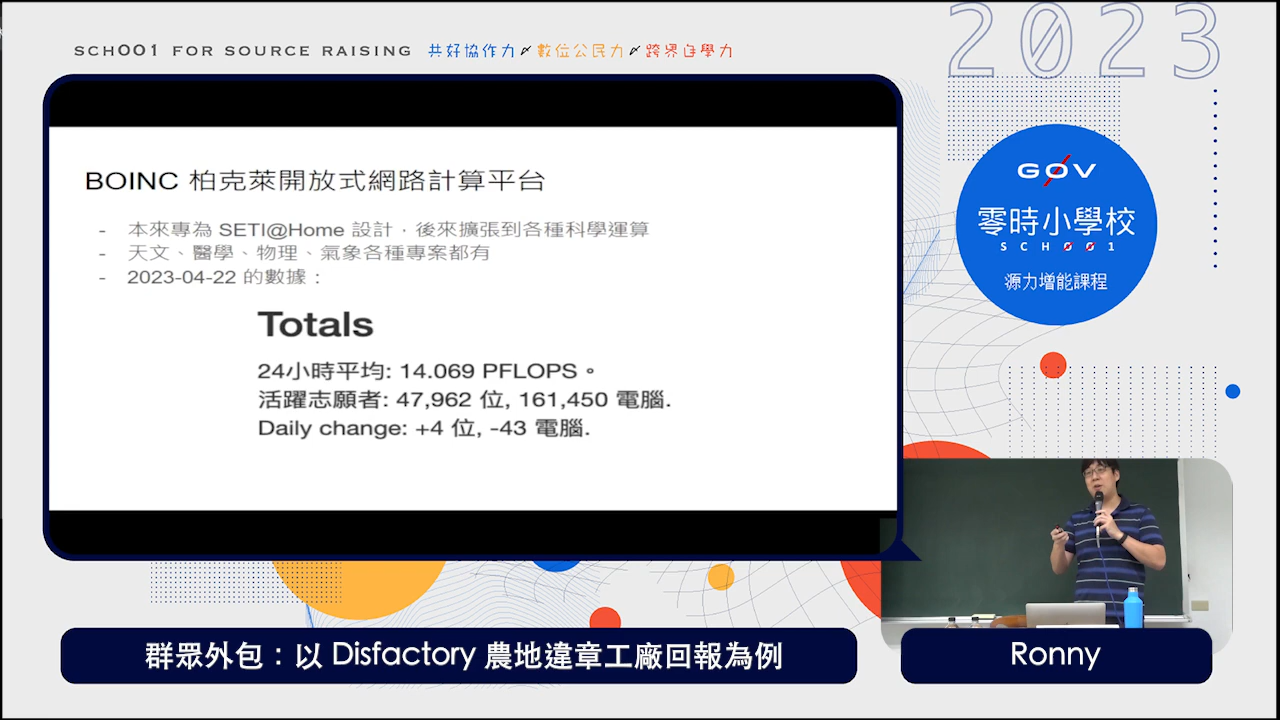 SCH001 FOR SOURCE RAISING 共好協作力 數位公民力 跨界自學力
2023
BOINC 柏克萊開放式網路計算平台
- 本來專為 SETI@Home 設計，後來擴張到各種科學運算
- 天文、醫學、物理、氣象各種專案都有
- 2023-04-22 的數據：
Totals
24小時平均: 14.069 PFLOPS。
活躍志願者: 47,962 位, 161,450 電腦.
Daily change: +4 位, -43 電腦.
G0V
零時小學校
SCH001
源力增能課程
群眾外包：以 Disfactory 農地違章工廠回報為例
Ronny